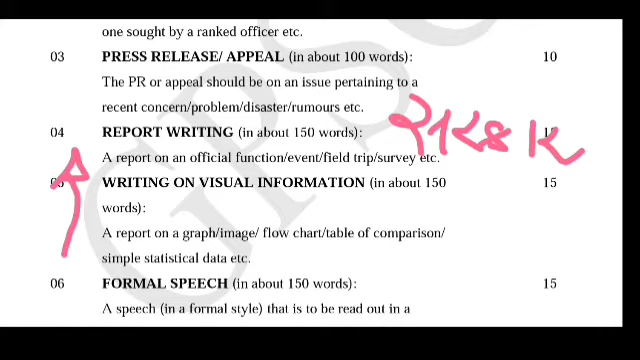 one sought by a ranked officer etc.
03 PRESS RELEASE/ APPEAL (in about 100 words): 10
The PR or appeal should be on an issue pertaining to a
recent concern/problem/disaster/rumours etc.
04 REPORT WRITING (in about 150 words):
A report on an official function/event/field trip/survey etc.
WRITING ON VISUAL INFORMATION (in about 150 15
words):
A report on a graph/image/ flow chart/table of comparison/
simple statistical data etc.
06 FORMAL SPEECH (in about 150 words): 15
A speech (in a formal style) that is to be read out in a
GPSC